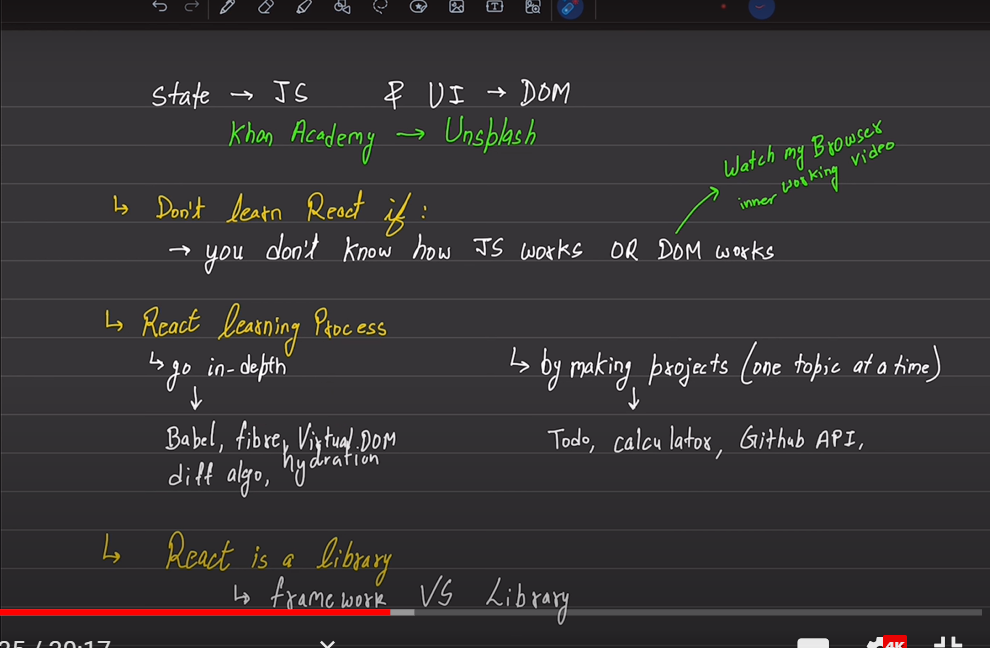 State → JS & UI → DOM
Khan Academy → Unsplash
Watch my Browser
inner working video
↳ Don't learn React if :
→ you don't know how JS works OR DOM works
↳ React learning Process
↳ go in-depth
↳ by making projects (one topic at a time)
Babel, fibre, Virtual DOM
diff algo, hydration
Todo, calculator, Github API,
↳ React is a library
↳ framework VS Library
/ 20:17
4K